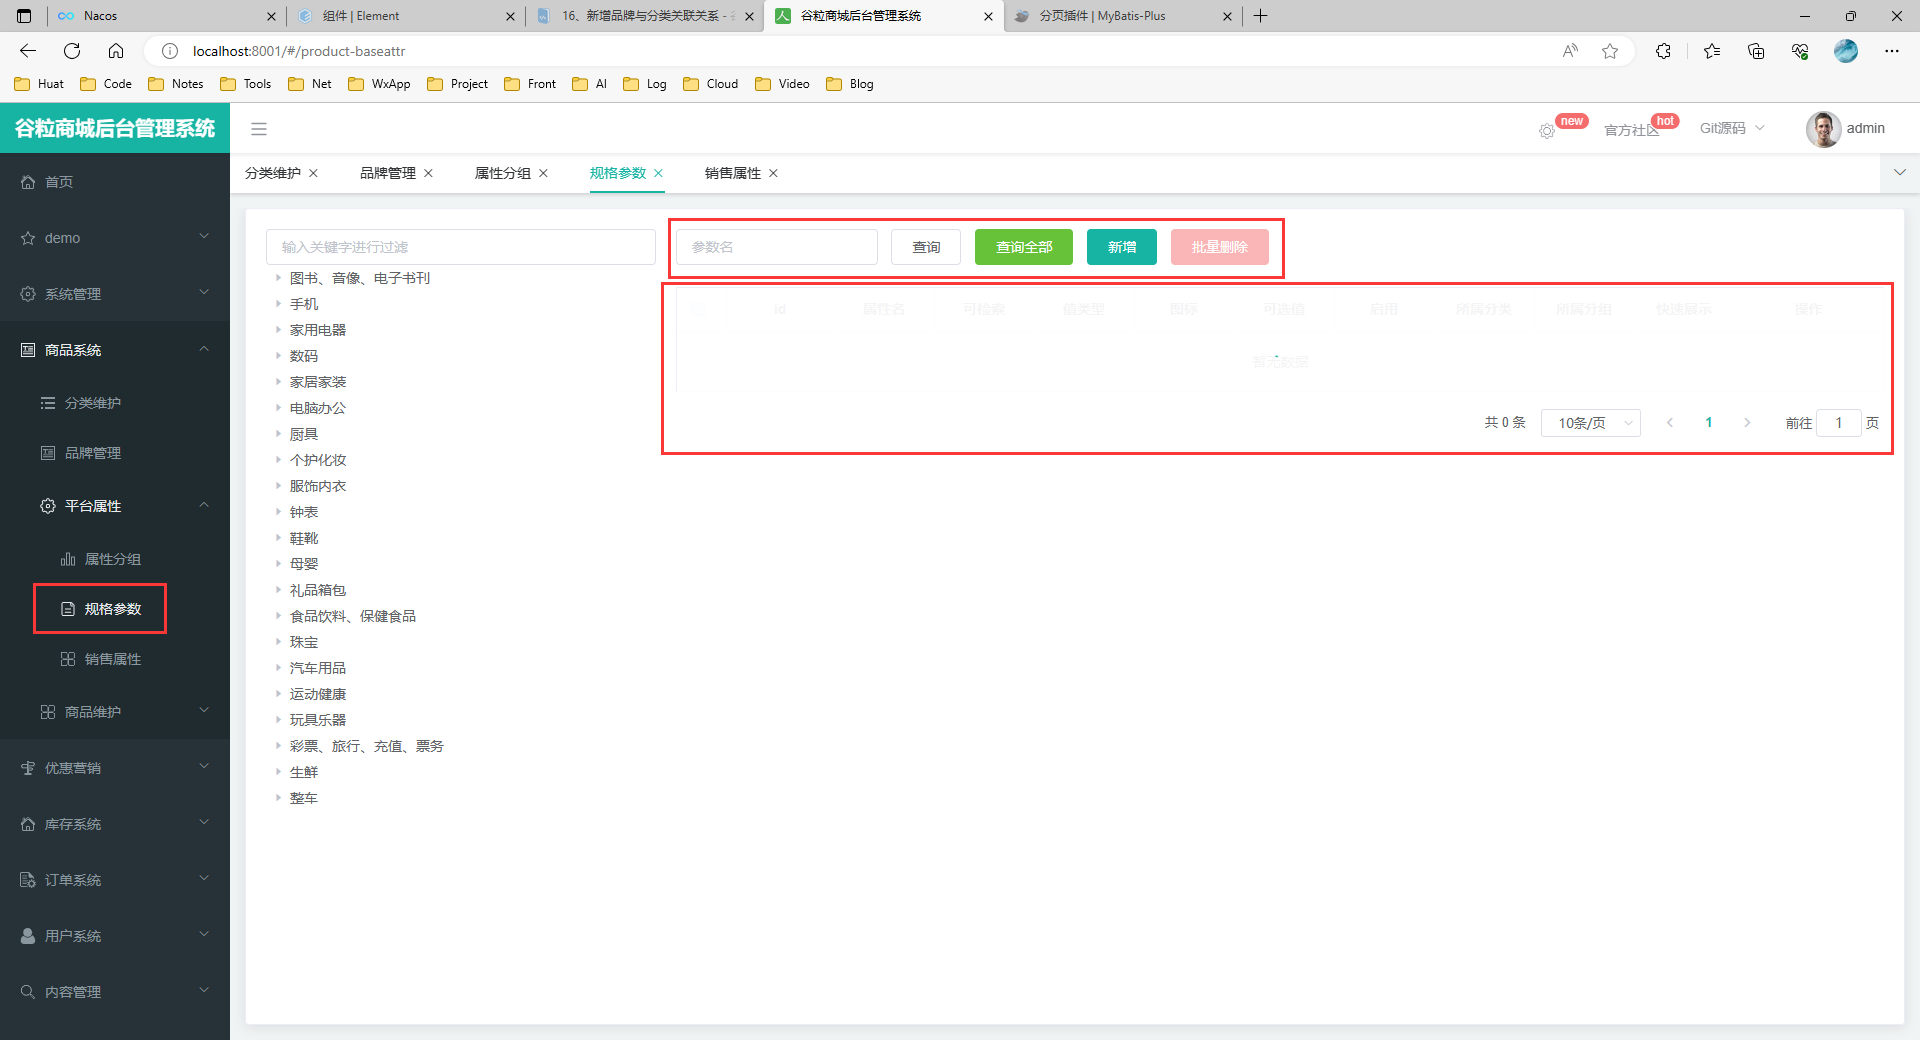 Nacos
组件 | Element
16、新增品牌与分类关联关系 -
谷粒商城后台管理系统
分页插件 | MyBatis-Plus
localhost:8001/#/product-baseattr
Huat
Code
Notes
Tools
Net
WxApp
Project
Front
AI
Log
Cloud
Video
Blog
谷粒商城后台管理系统
new
官方社区
hot
Git源码
admin
分类维护
品牌管理
属性分组
规格参数
销售属性
首页
demo
系统管理
商品系统
分类维护
品牌管理
平台属性
属性分组
规格参数
销售属性
商品维护
优惠营销
库存系统
订单系统
用户系统
内容管理
输入关键字进行过滤
图书、音像、电子书刊
手机
家用电器
数码
家居家装
电脑办公
厨具
个护化妆
服饰内衣
钟表
鞋靴
母婴
礼品箱包
食品饮料、保健食品
珠宝
汽车用品
运动健康
玩具乐器
彩票、旅行、充值、票务
生鲜
整车
参数名
查询
查询全部
新增
批量删除
id
属性名
可检索
值类型
图标
可选值
启用
所属分类
所属分组
快速展示
操作
暂无数据
共 0 条
10条/页
1
前往
1
页